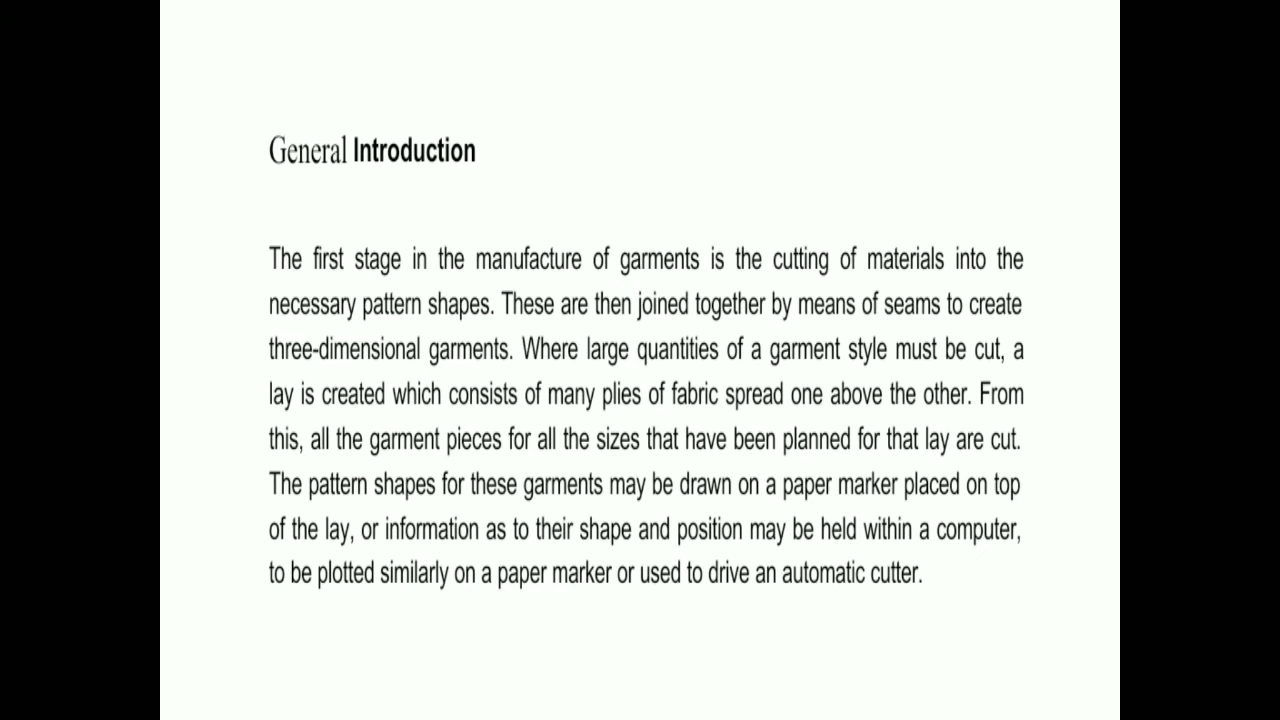 General Introduction
The first stage in the manufacture of garments is the cutting of materials into the
necessary pattern shapes. These are then joined together by means of seams to create
three-dimensional garments. Where large quantities of a garment style must be cut, a
lay is created which consists of many plies of fabric spread one above the other. From
this, all the garment pieces for all the sizes that have been planned for that lay are cut.
The pattern shapes for these garments may be drawn on a paper marker placed on top
of the lay, or information as to their shape and position may be held within a computer,
to be plotted similarly on a paper marker or used to drive an automatic cutter.